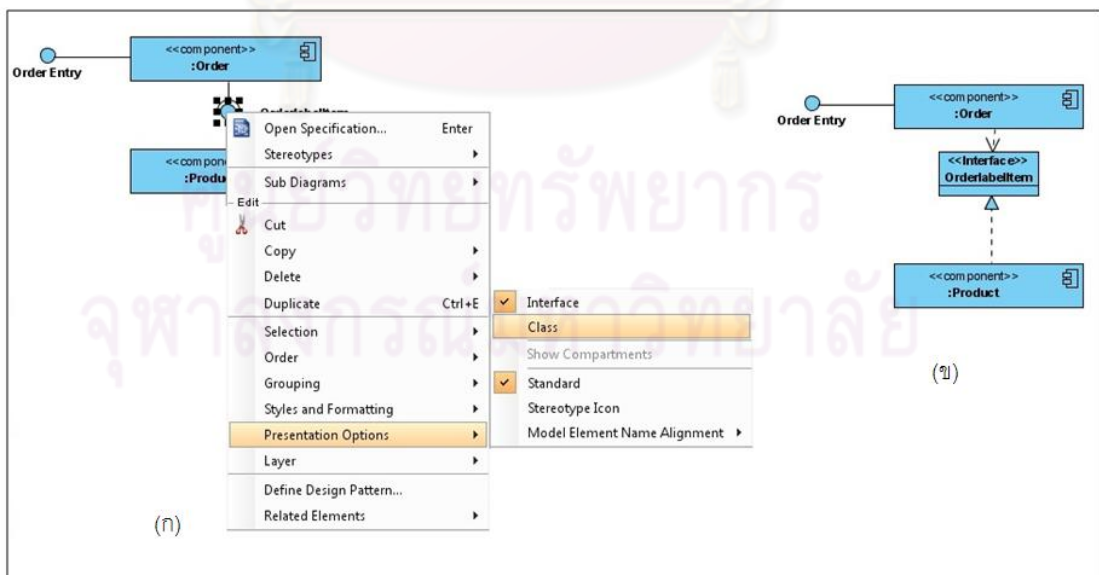 Order Entry
<<component>>
:Order
OrderlabelItem
<<com pon
:Produ
Open Specification... Enter
Stereotypes
Sub Diagrams
Edit
Cut
Copy
Delete
Duplicate Ctrl+E
Selection
Order
Grouping
Styles and Formatting
Presentation Options
Layer
Define Design Pattern...
Related Elements
Interface
Class
Show Compartments
Standard
Stereotype Icon
Model Element Name Alignment
(ก)
Order Entry
<<component>>
:Order
<<Interface>>
OrderlabelItem
<<component>>
:Product
(ข)
ศูนย์วิทยทรัพยากร
จุฬาลงกรณ์มหาวิทยาลัย